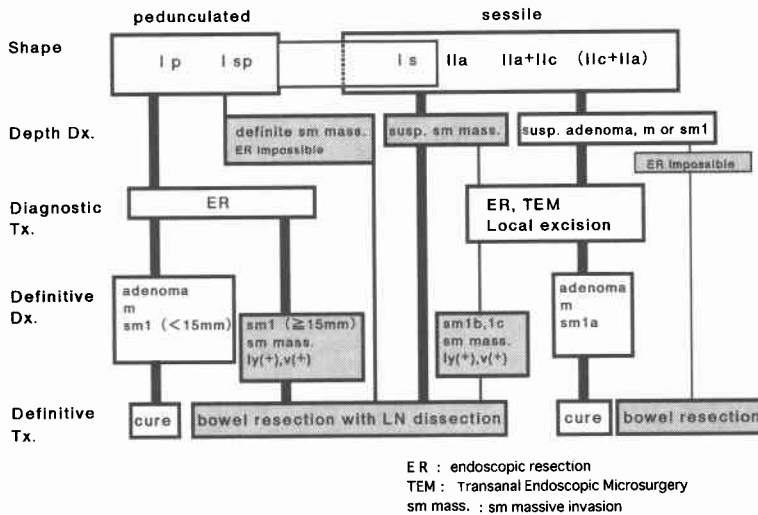 pedunculated sessile
Shape
I p I sp I s IIa IIa+IIc (IIc+IIa)
Depth Dx.
definite sm mass.
ER Impossible
susp. sm mass.
susp. adenoma, m or sm1
ER Impossible
Diagnostic
Tx.
ER
ER, TEM
Local excision
Definitive
Dx.
adenoma
m
sm1 (<15mm)
sm1 (≧15mm)
sm mass.
ly(+),v(+)
sm1b,1c
sm mass.
ly(+),v(+)
adenoma
m
sm1a
Definitive
Tx.
cure
bowel resection with LN dissection
cure
bowel resection
ER : endoscopic resection
TEM : Transanal Endoscopic Microsurgery
sm mass. : sm massive invasion